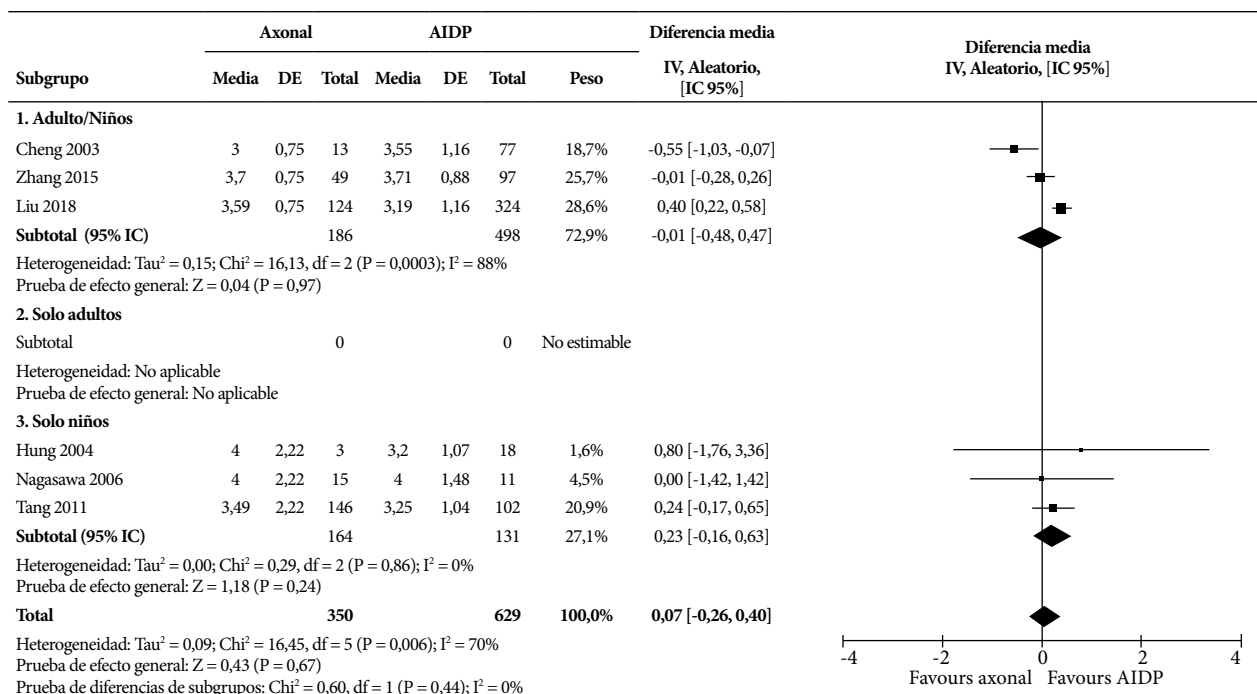 Axonal AIDP Diferencia media Diferencia media
Subgrupo Media DE Total Media DE Total Peso IV, Aleatorio, [IC 95%] IV, Aleatorio, [IC 95%]
1. Adulto/Niños
Cheng 2003 3 0,75 13 3,55 1,16 77 18,7% -0,55 [-1,03, -0,07]
Zhang 2015 3,7 0,75 49 3,71 0,88 97 25,7% -0,01 [-0,28, 0,26]
Liu 2018 3,59 0,75 124 3,19 1,16 324 28,6% 0,40 [0,22, 0,58]
Subtotal (95% IC) 186 498 72,9% -0,01 [-0,48, 0,47]
Heterogeneidad: Tau² = 0,15; Chi² = 16,13, df = 2 (P = 0,0003); I² = 88%
Prueba de efecto general: Z = 0,04 (P = 0,97)
2. Solo adultos
Subtotal 0 0 No estimable
Heterogeneidad: No aplicable
Prueba de efecto general: No aplicable
3. Solo niños
Hung 2004 4 2,22 3 3,2 1,07 18 1,6% 0,80 [-1,76, 3,36]
Nagasawa 2006 4 2,22 15 4 1,48 11 4,5% 0,00 [-1,42, 1,42]
Tang 2011 3,49 2,22 146 3,25 1,04 102 20,9% 0,24 [-0,17, 0,65]
Subtotal (95% IC) 164 131 27,1% 0,23 [-0,16, 0,63]
Heterogeneidad: Tau² = 0,00; Chi² = 0,29, df = 2 (P = 0,86); I² = 0%
Prueba de efecto general: Z = 1,18 (P = 0,24)
Total 350 629 100,0% 0,07 [-0,26, 0,40]
Heterogeneidad: Tau² = 0,09; Chi² = 16,45, df = 5 (P = 0,006); I² = 70%
Prueba de efecto general: Z = 0,43 (P = 0,67)
Prueba de diferencias de subgrupos: Chi² = 0,60, df = 1 (P = 0,44); I² = 0%
-4 -2 0 2 4
Favours axonal Favours AIDP